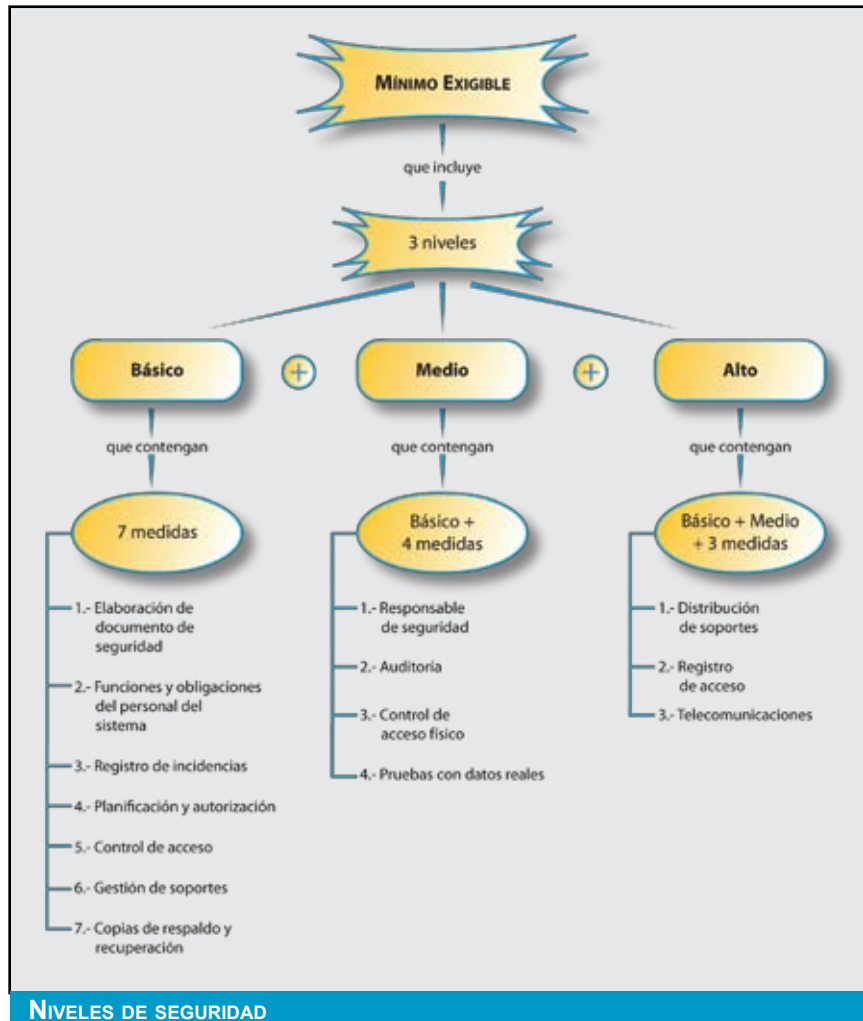 MÍNIMO EXIGIBLE
que incluye
3 niveles
Básico
+
Medio
+
Alto
que contengan
que contengan
que contengan
7 medidas
Básico +
4 medidas
Básico + Medio
+ 3 medidas
1.- Elaboración de
documento de
seguridad
2.- Funciones y obligaciones
del personal del
sistema
3.- Registro de incidencias
4.- Planificación y autorización
5.- Control de acceso
6.- Gestión de soportes
7.- Copias de respaldo y
recuperación
1.- Responsable
de seguridad
2.- Auditoría
3.- Control de
acceso físico
4.- Pruebas con datos reales
1.- Distribución
de soportes
2.- Registro
de acceso
3.- Telecomunicaciones
NIVELES DE SEGURIDAD